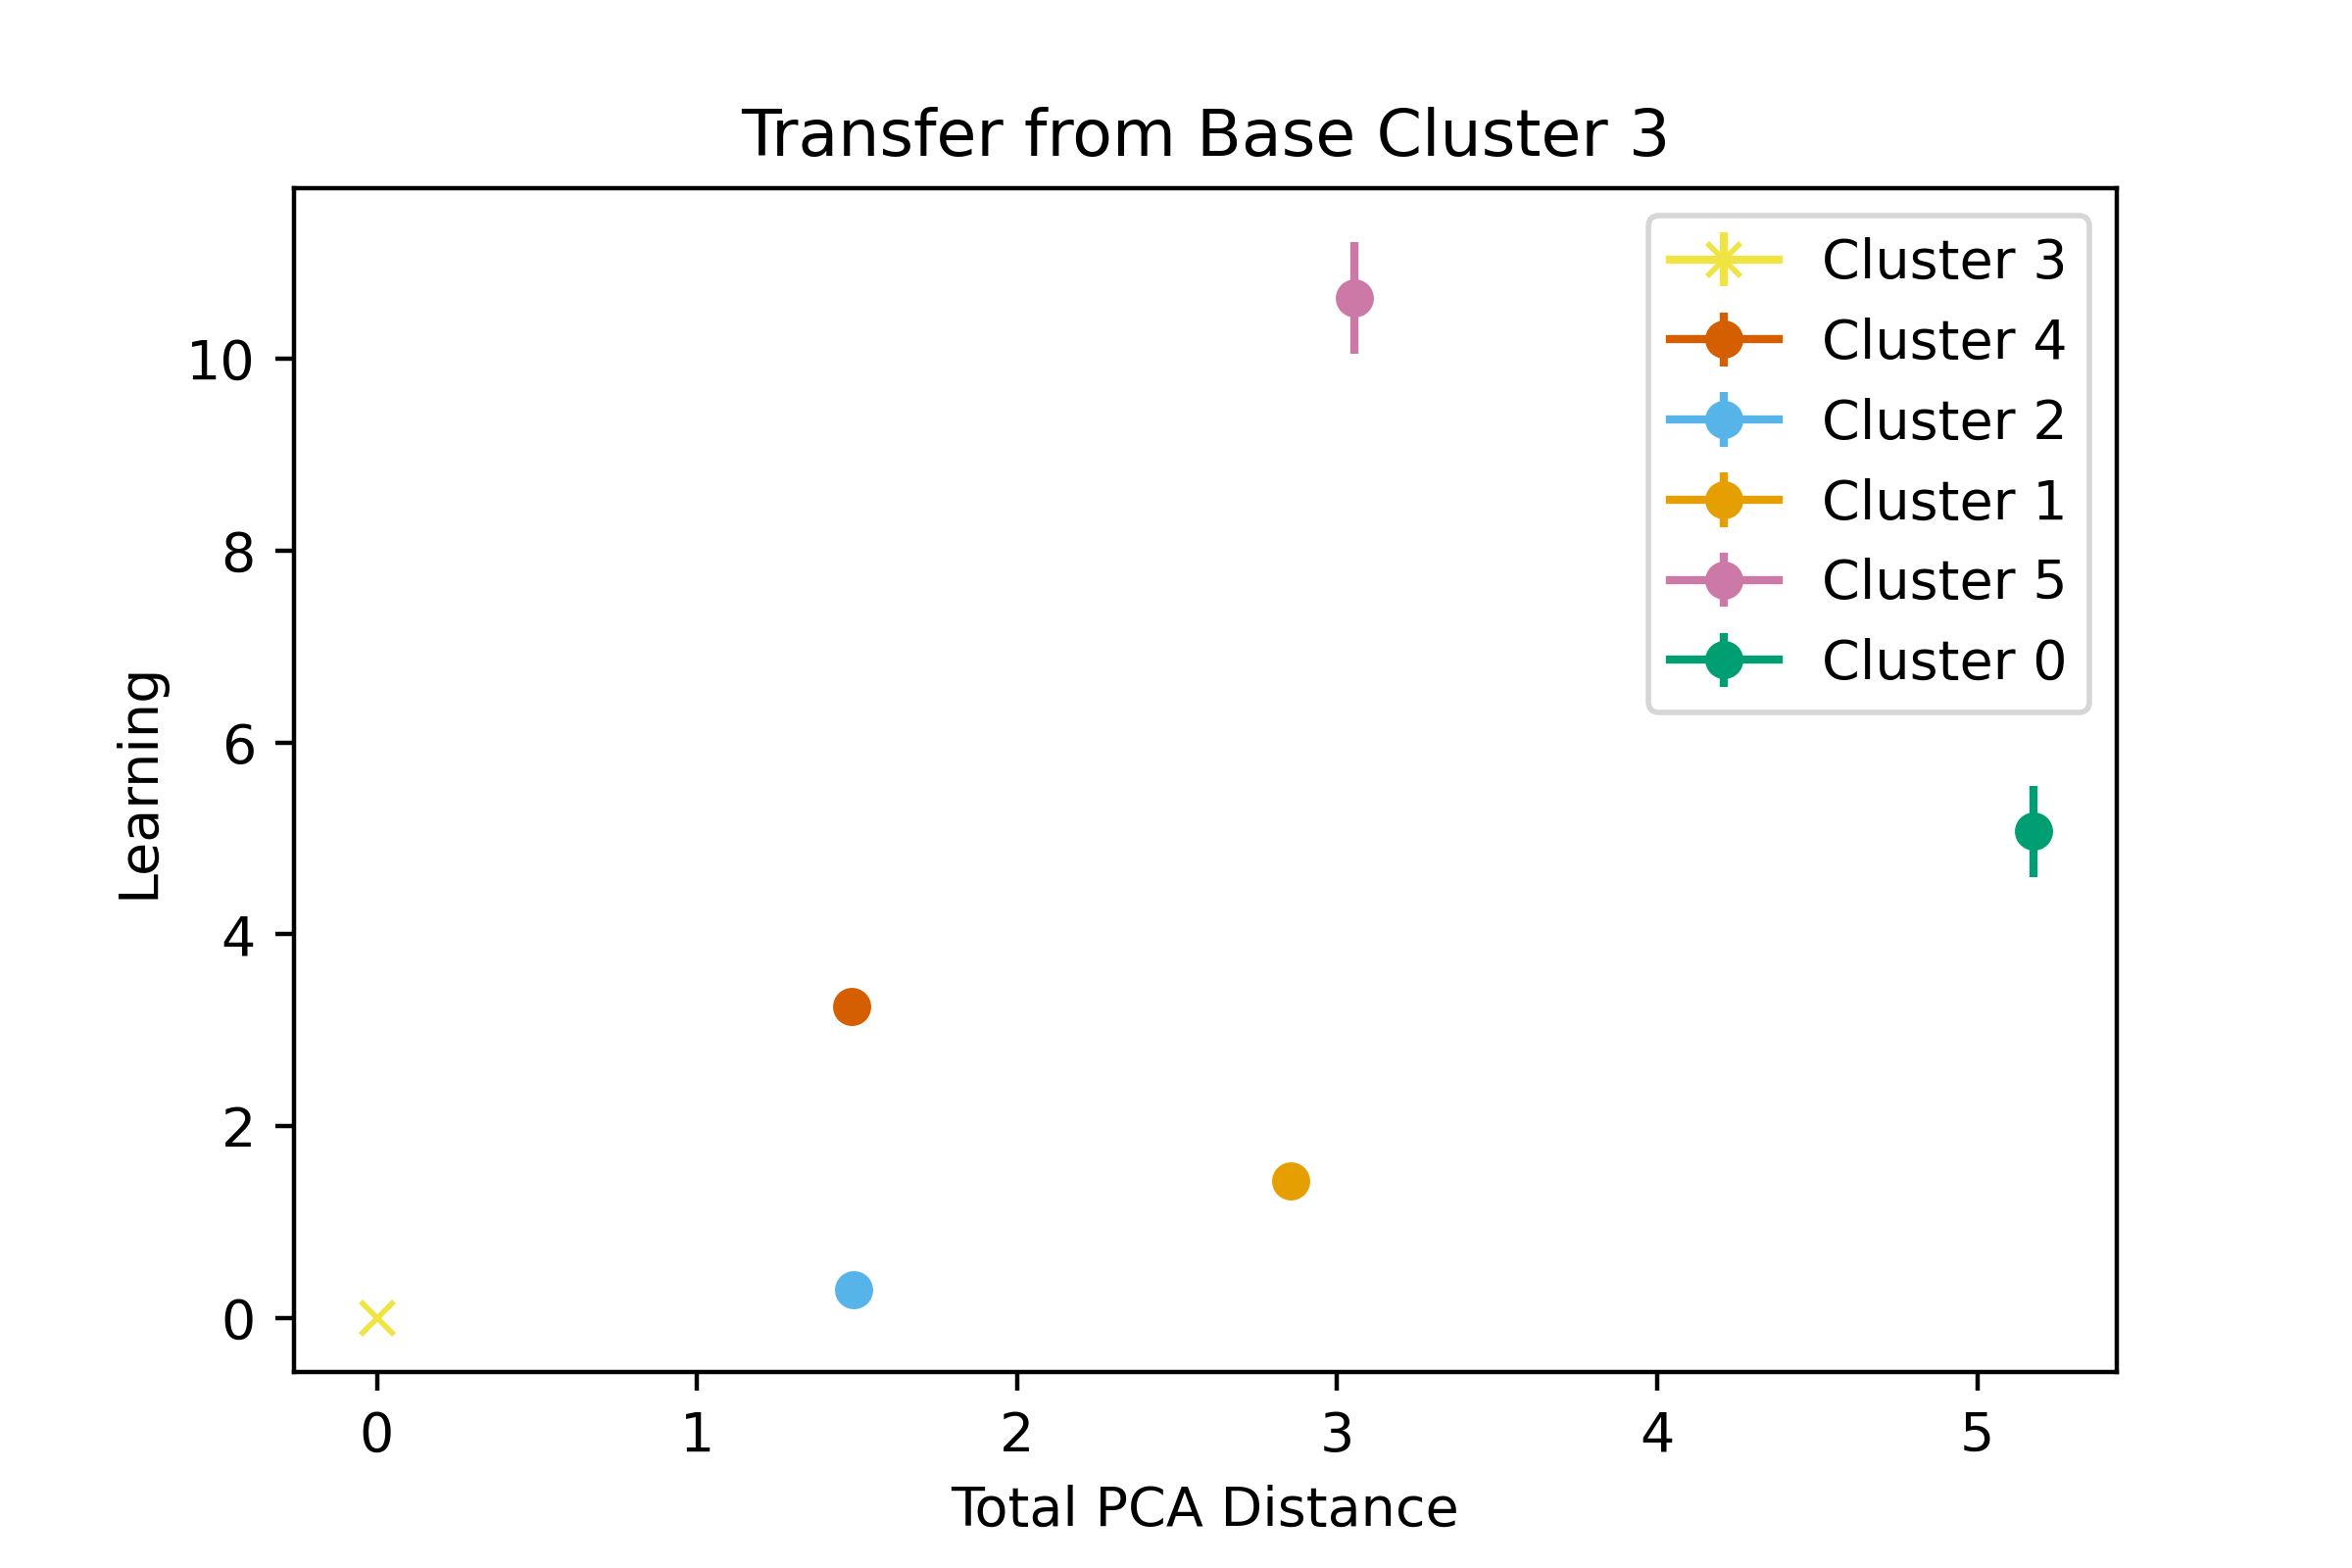 Transfer from Base Cluster 3
Cluster 3
Cluster 4
Cluster 2
Cluster 1
Cluster 5
Cluster 0
Learning
10
8
6
4
2
0
0 1 2 3 4 5
Total PCA Distance